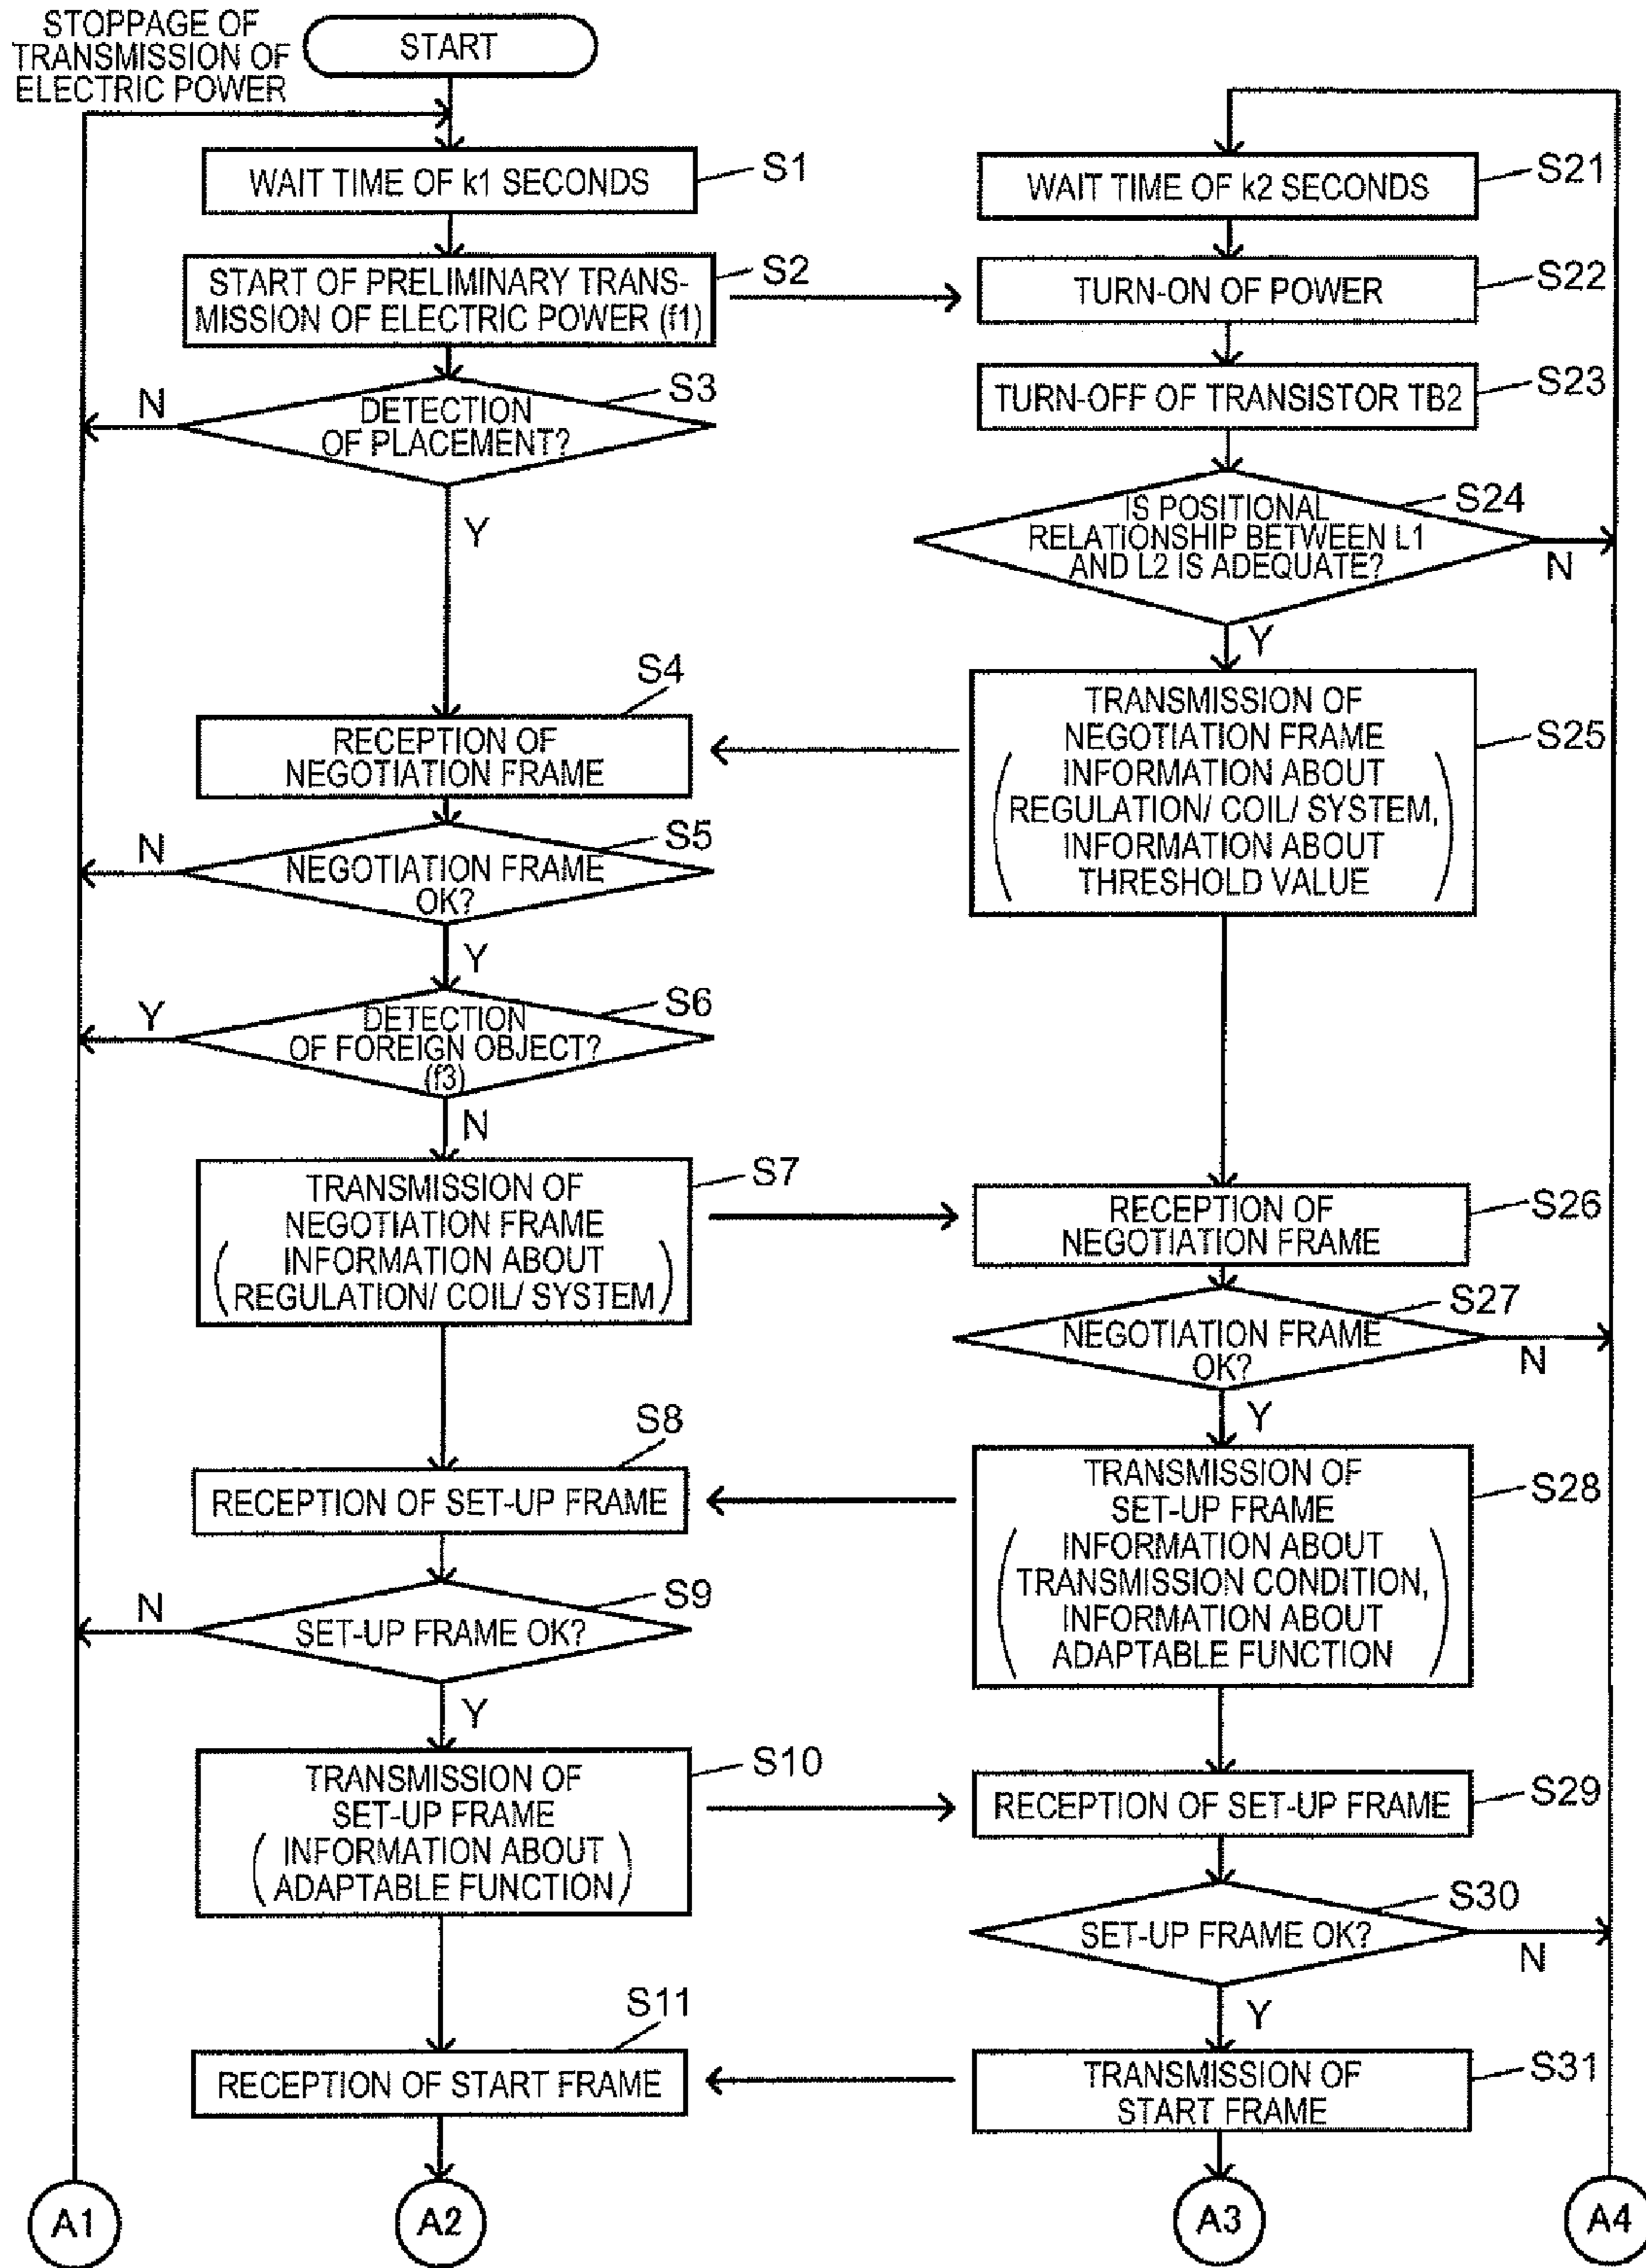 STOPPAGE OF
TRANSMISSION OF
ELECTRIC POWER
START
WAIT TIME OF k1 SECONDS
S1
START OF PRELIMINARY TRANS-
MISSION OF ELECTRIC POWER (f1)
S2
DETECTION
OF PLACEMENT?
S3
N
Y
S4
RECEPTION OF
NEGOTIATION FRAME
NEGOTIATION FRAME
OK?
S5
N
Y
DETECTION
OF FOREIGN OBJECT?
(f3)
S6
Y
N
TRANSMISSION OF
NEGOTIATION FRAME
(INFORMATION ABOUT
REGULATION/ COIL/ SYSTEM)
S7
S8
RECEPTION OF SET-UP FRAME
SET-UP FRAME OK?
S9
N
Y
TRANSMISSION OF
SET-UP FRAME
(INFORMATION ABOUT
ADAPTABLE FUNCTION)
S10
S11
RECEPTION OF START FRAME
A1
A2
WAIT TIME OF k2 SECONDS
S21
TURN-ON OF POWER
S22
TURN-OFF OF TRANSISTOR TB2
S23
IS POSITIONAL
RELATIONSHIP BETWEEN L1
AND L2 IS ADEQUATE?
S24
N
Y
TRANSMISSION OF
NEGOTIATION FRAME
(INFORMATION ABOUT
REGULATION/ COIL/ SYSTEM,
INFORMATION ABOUT
THRESHOLD VALUE)
S25
RECEPTION OF
NEGOTIATION FRAME
S26
NEGOTIATION FRAME
OK?
S27
N
Y
TRANSMISSION OF
SET-UP FRAME
(INFORMATION ABOUT
TRANSMISSION CONDITION,
INFORMATION ABOUT
ADAPTABLE FUNCTION)
S28
RECEPTION OF SET-UP FRAME
S29
SET-UP FRAME OK?
S30
N
Y
TRANSMISSION OF
START FRAME
S31
A3
A4